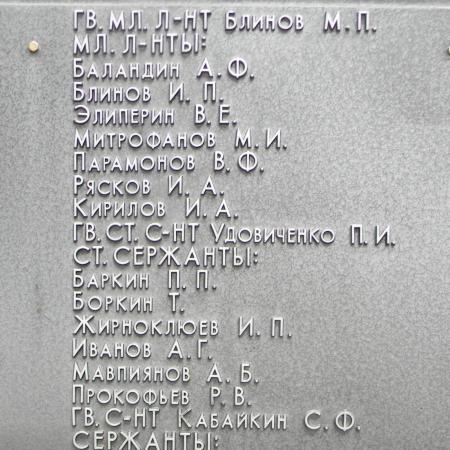 ГВ. МЛ. Л-НТ Блинов М. П.
МЛ. Л-НТЫ:
Баландин А. Ф.
Блинов И. П.
Элиперин В. Е.
Митрофанов М. И.
Парамонов В. Ф.
Рясков И. А.
Кирилов И. А.
ГВ. СТ. С-НТ Удовиченко П. И.
СТ. СЕРЖАНТЫ:
Баркин П. П.
Боркин Т.
Жирноклюев И. П.
Иванов А. Г.
Мавпиянов А. Б.
Прокофьев Р. В.
ГВ. С-НТ Кабайкин С. Ф.
СЕРЖАНТЫ: